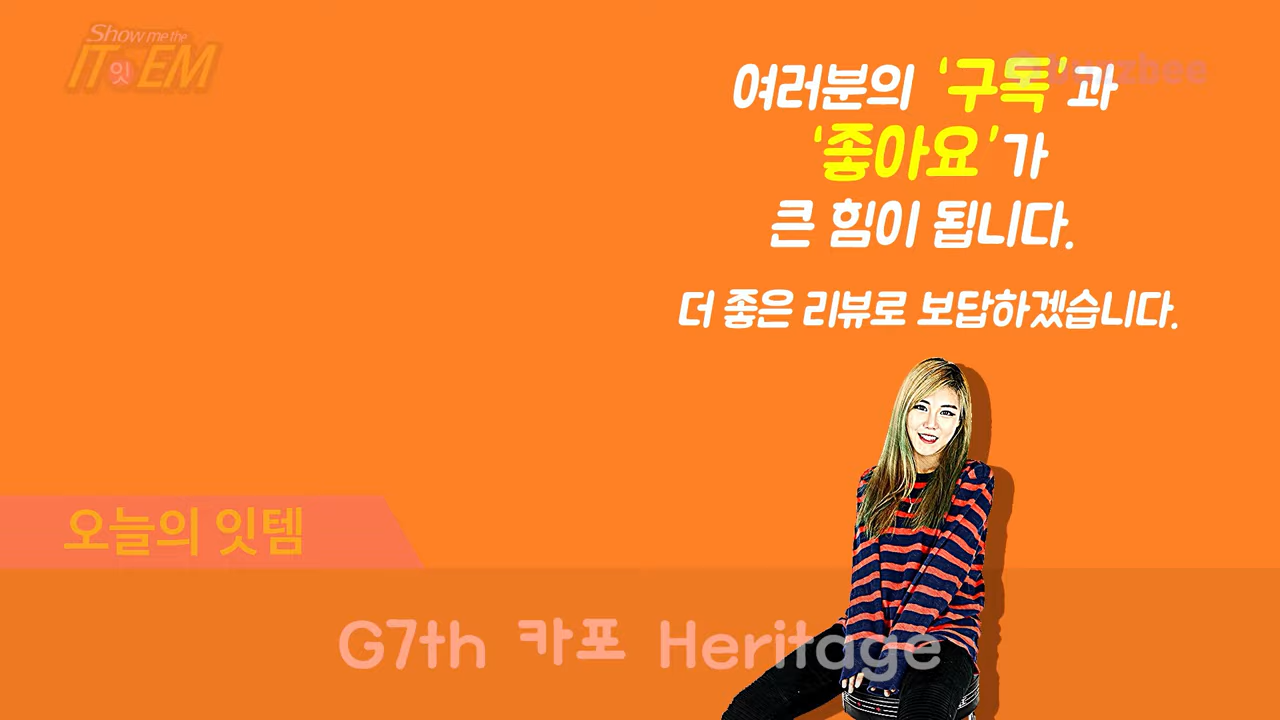 Show me the
IT잇EM
여러분의 '구독'과
'좋아요'가
큰 힘이 됩니다.
더 좋은 리뷰로 보답하겠습니다.
오늘의 잇템
G7th 카포 Heritage